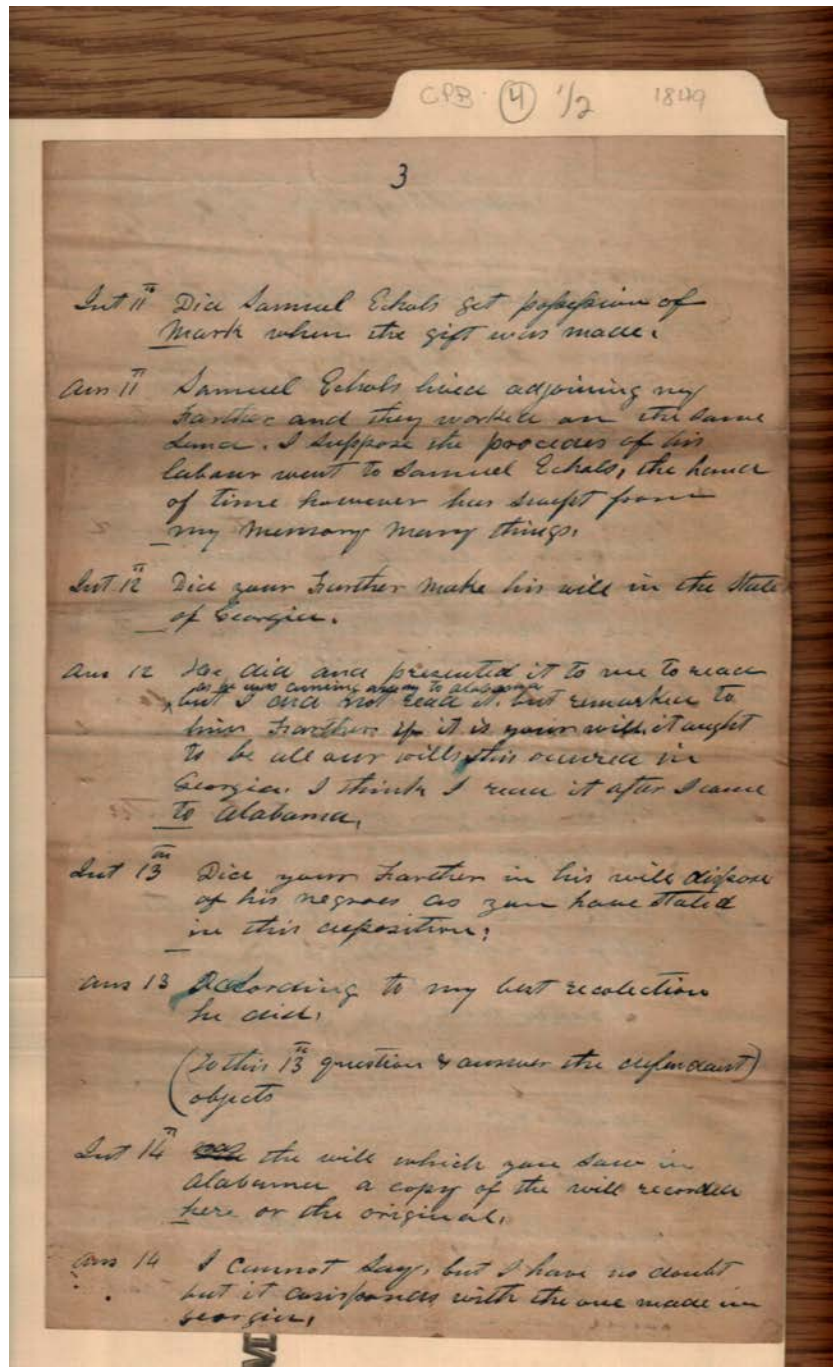 CPB. 4 1/2 1849
3
Int 11th Did Samuel Echols get possession of
Mark when the gift was made.
Ans 11th Samuel Echols lived adjoining my
Farther and they worked on the same
Land. I suppose the procedes of his
labour went to Samuel Echols, the hand
of time however has swept from
my memory many things.
Int 12th Did your Farther make his will in the State
of Georgia.
Ans 12 He did and presented it to me to read
as he was coming away to alabama
but I did not read it. but remarked to
him Farther if it is your will. it aught
to be all our wills this occured in
Georgia. I think I read it after I came
to Alabama.
Int 13th Did your Farther in his will dispose
of his negroes as you have stated
in this deposition.
Ans 13 According to my best recolection
he did.
(To this 13th question & answer the defendant)
objects
Int 14th the will which you saw in
Alabama a copy of the will recorded
here or the original.
Ans 14 I cannot say. but I have no doubt
but it corisponds with the one made in
Georgia.